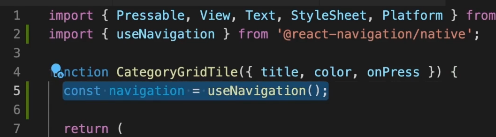 1 import { Pressable, View, Text, StyleSheet, Platform } from
2 import { useNavigation } from '@react-navigation/native';
3
4 function CategoryGridTile({ title, color, onPress }) {
5 const navigation = useNavigation();
6
7 return (